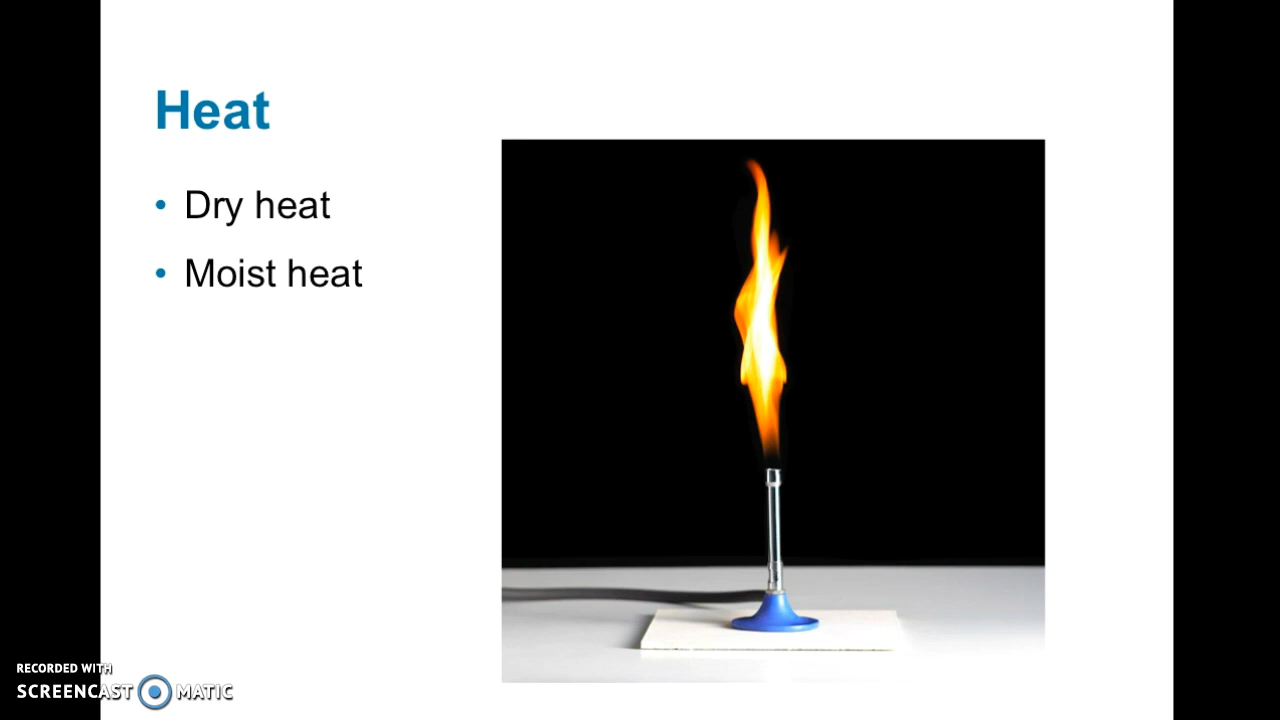 Heat
• Dry heat
• Moist heat
RECORDED WITH
SCREENCAST MATIC